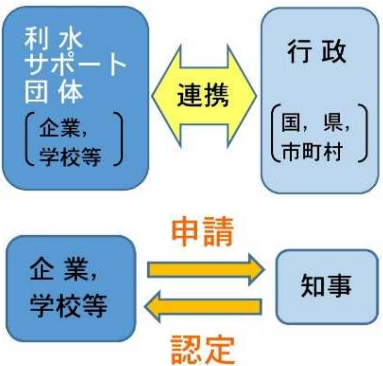 利水
サポート
団体
企業,
学校等
連携
行政
国，県，
市町村
申請
企業，
学校等
知事
認定